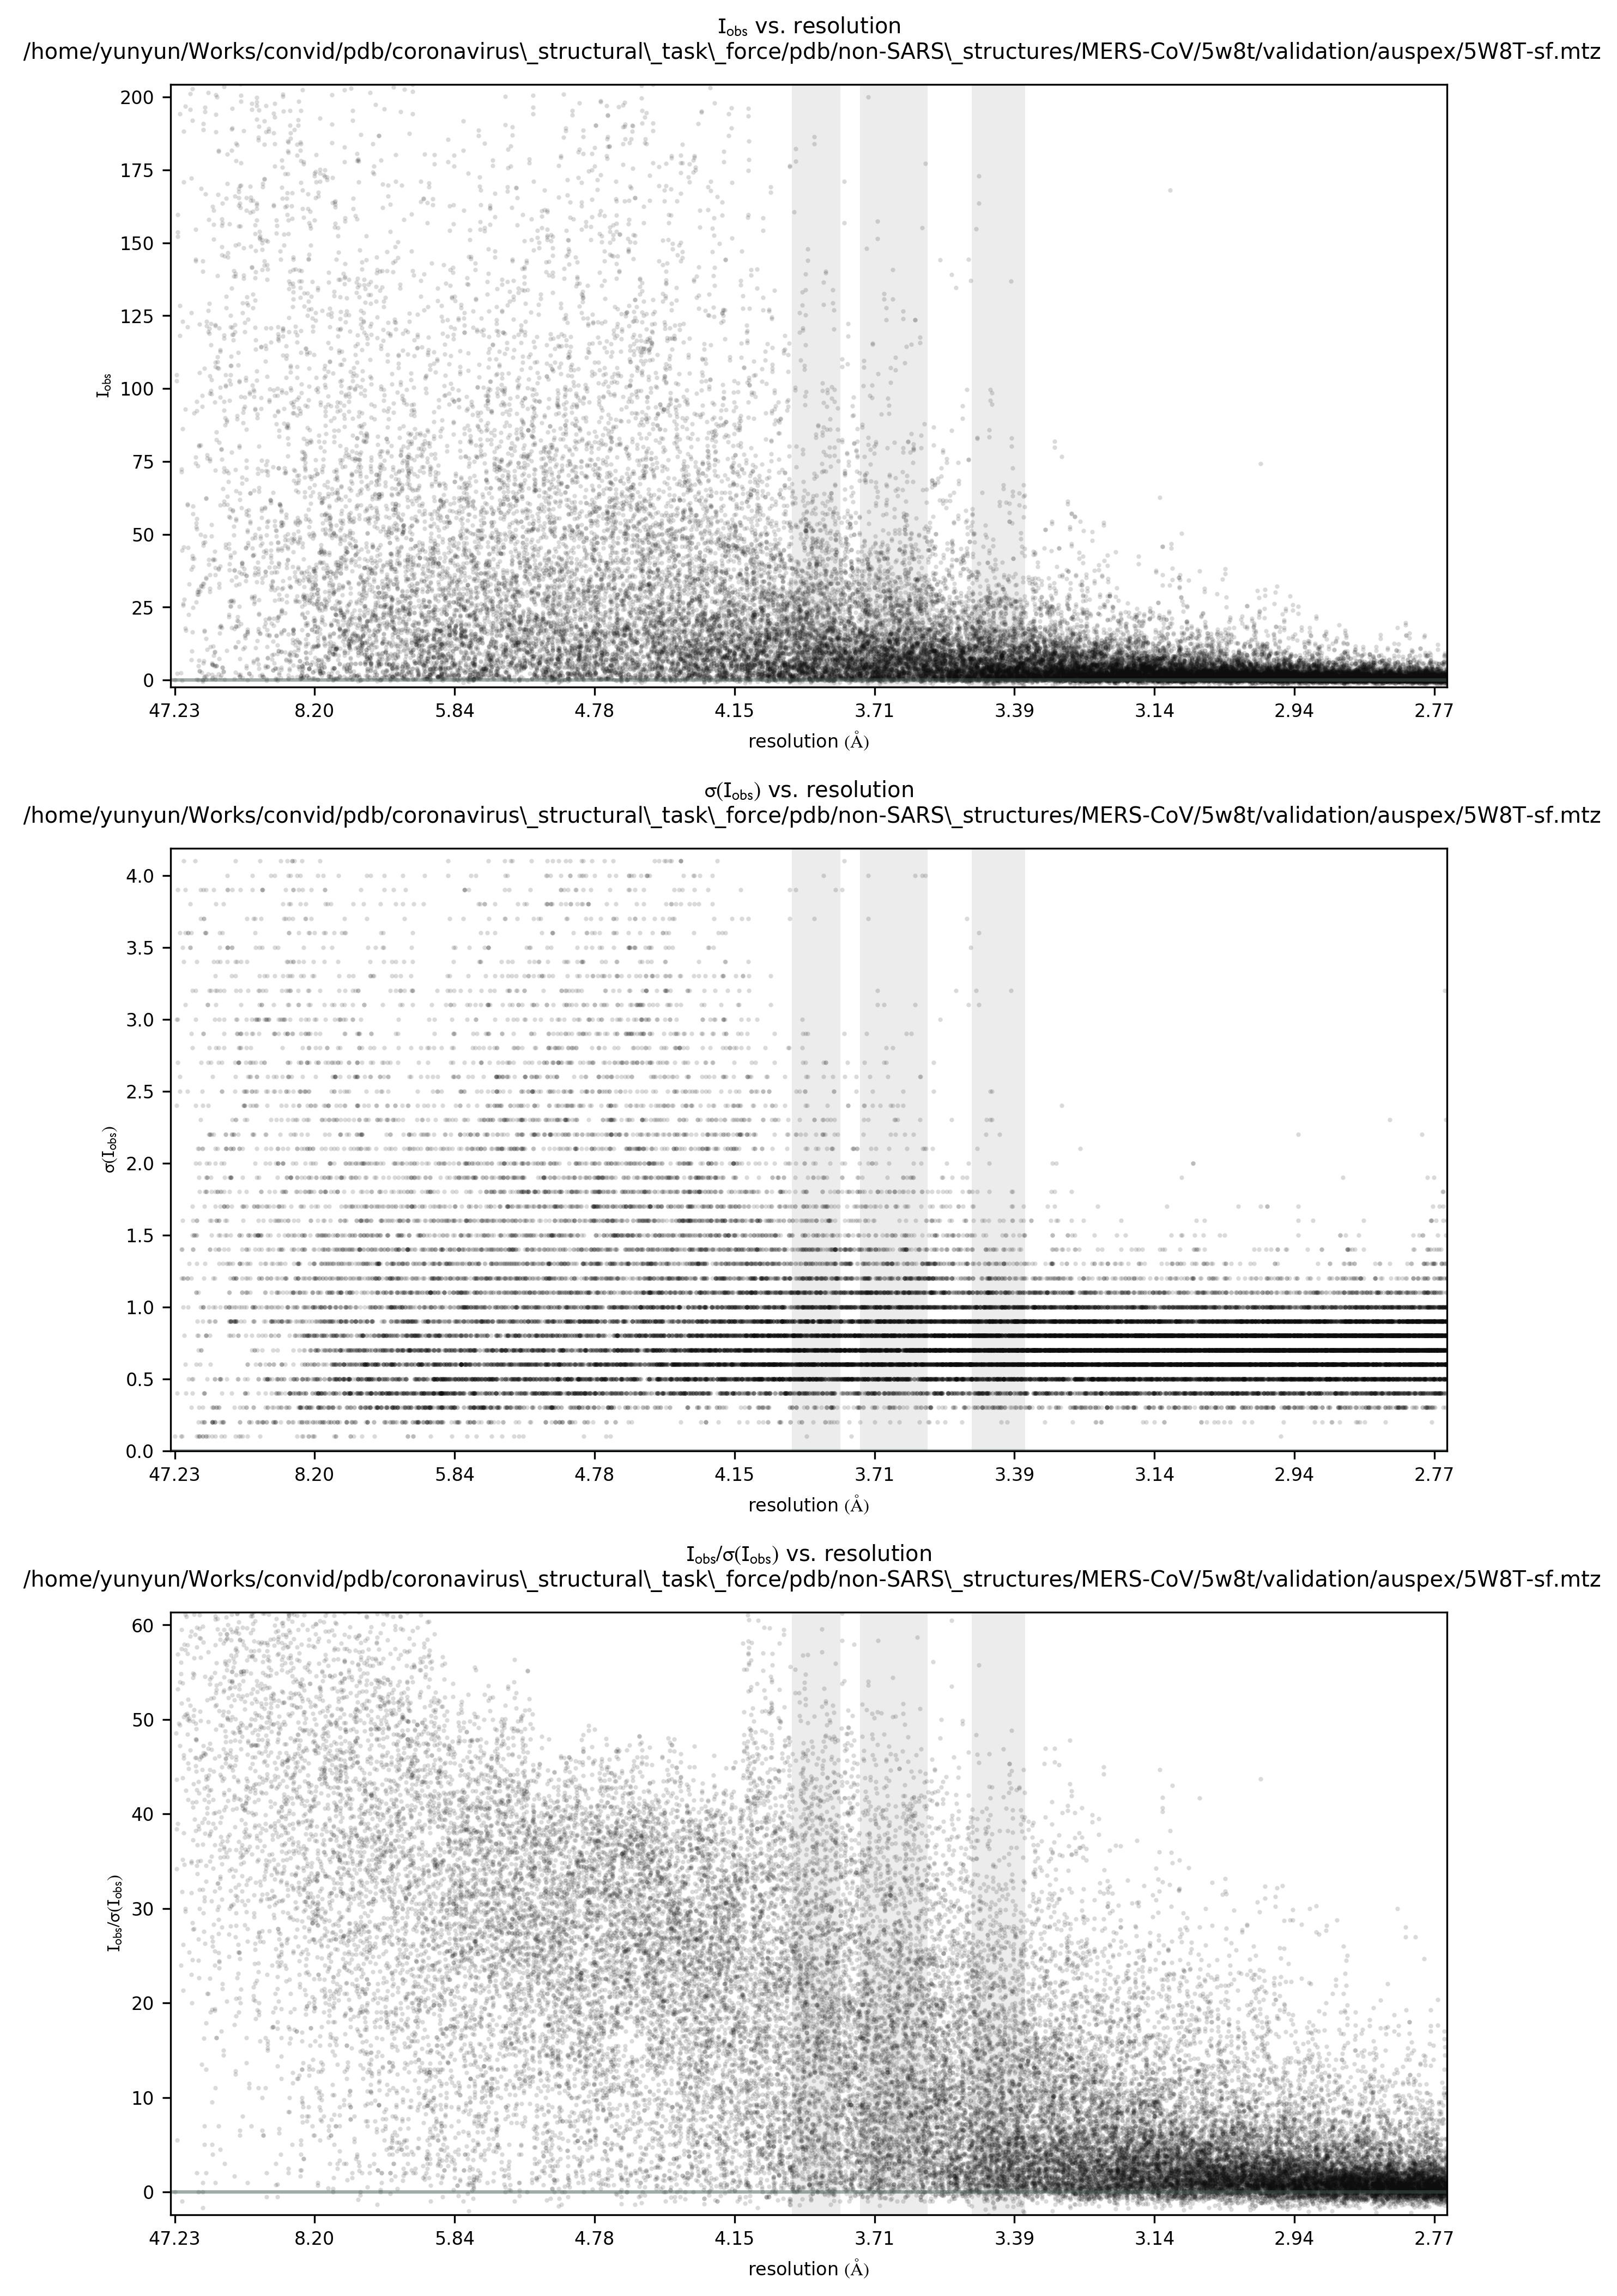 I_obs vs. resolution
/home/yunyun/Works/convid/pdb/coronavirus\_structural\_task\_force/pdb/non-SARS\_structures/MERS-CoV/5w8t/validation/auspex/5W8T-sf.mtz
200
175
150
125
100
75
50
25
0
I_obs
47.23 8.20 5.84 4.78 4.15 3.71 3.39 3.14 2.94 2.77
resolution (Å)
σ(I_obs) vs. resolution
/home/yunyun/Works/convid/pdb/coronavirus\_structural\_task\_force/pdb/non-SARS\_structures/MERS-CoV/5w8t/validation/auspex/5W8T-sf.mtz
4.0
3.5
3.0
2.5
2.0
1.5
1.0
0.5
0.0
σ(I_obs)
47.23 8.20 5.84 4.78 4.15 3.71 3.39 3.14 2.94 2.77
resolution (Å)
I_obs/σ(I_obs) vs. resolution
/home/yunyun/Works/convid/pdb/coronavirus\_structural\_task\_force/pdb/non-SARS\_structures/MERS-CoV/5w8t/validation/auspex/5W8T-sf.mtz
60
50
40
30
20
10
0
I_obs/σ(I_obs)
47.23 8.20 5.84 4.78 4.15 3.71 3.39 3.14 2.94 2.77
resolution (Å)